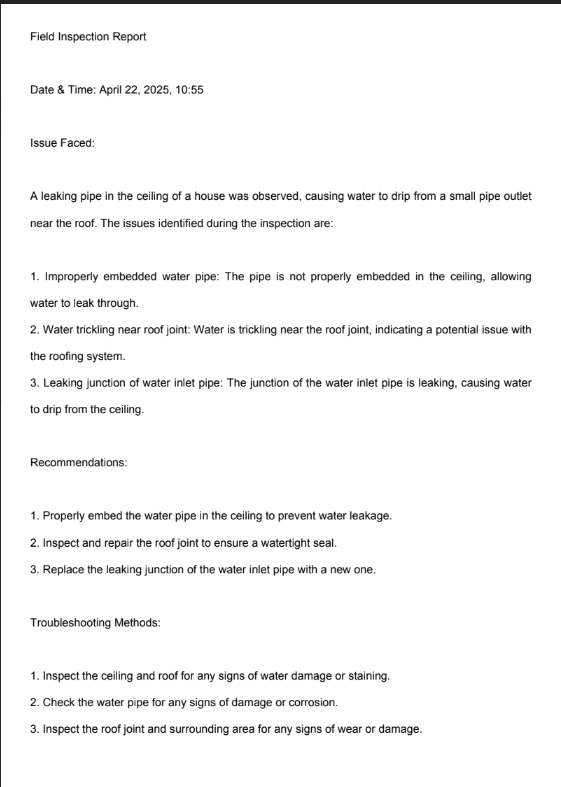 Field Inspection Report
Date & Time: April 22, 2025, 10:55
Issue Faced:
A leaking pipe in the ceiling of a house was observed, causing water to drip from a small pipe outlet
near the roof. The issues identified during the inspection are:
1. Improperly embedded water pipe: The pipe is not properly embedded in the ceiling, allowing
water to leak through.
2. Water trickling near roof joint: Water is trickling near the roof joint, indicating a potential issue with
the roofing system.
3. Leaking junction of water inlet pipe: The junction of the water inlet pipe is leaking, causing water
to drip from the ceiling.
Recommendations:
1. Properly embed the water pipe in the ceiling to prevent water leakage.
2. Inspect and repair the roof joint to ensure a watertight seal.
3. Replace the leaking junction of the water inlet pipe with a new one.
Troubleshooting Methods:
1. Inspect the ceiling and roof for any signs of water damage or staining.
2. Check the water pipe for any signs of damage or corrosion.
3. Inspect the roof joint and surrounding area for any signs of wear or damage.